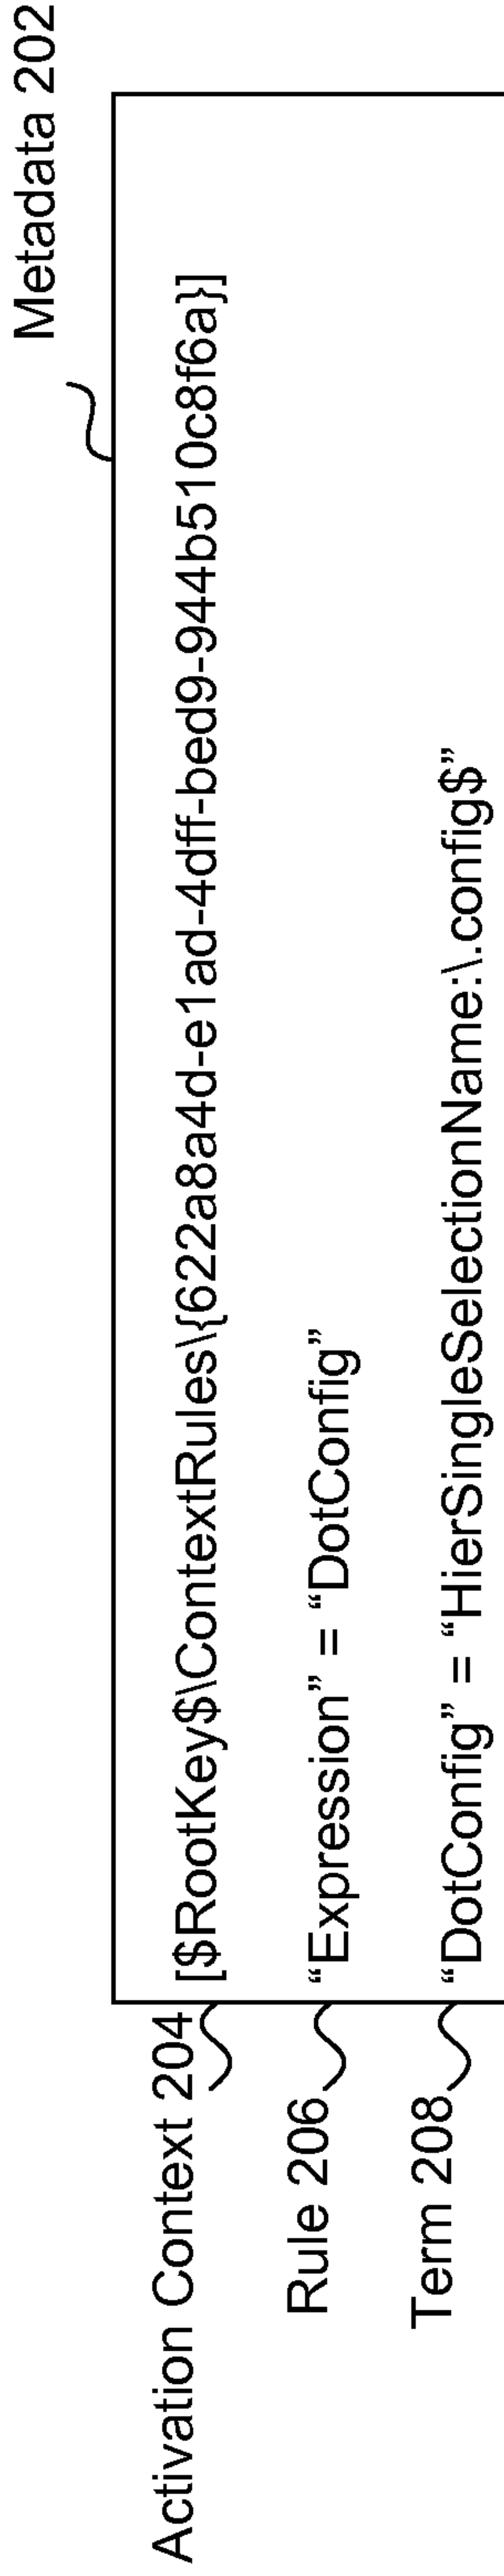 Metadata 202
Activation Context 204 [$RootKey$\ContextRules\{622a8a4d-e1ad-4dff-bed9-944b510c8f6a}]
Rule 206 “Expression” = “DotConfig”
Term 208 “DotConfig” = “HierSingleSelectionName:\.config$”